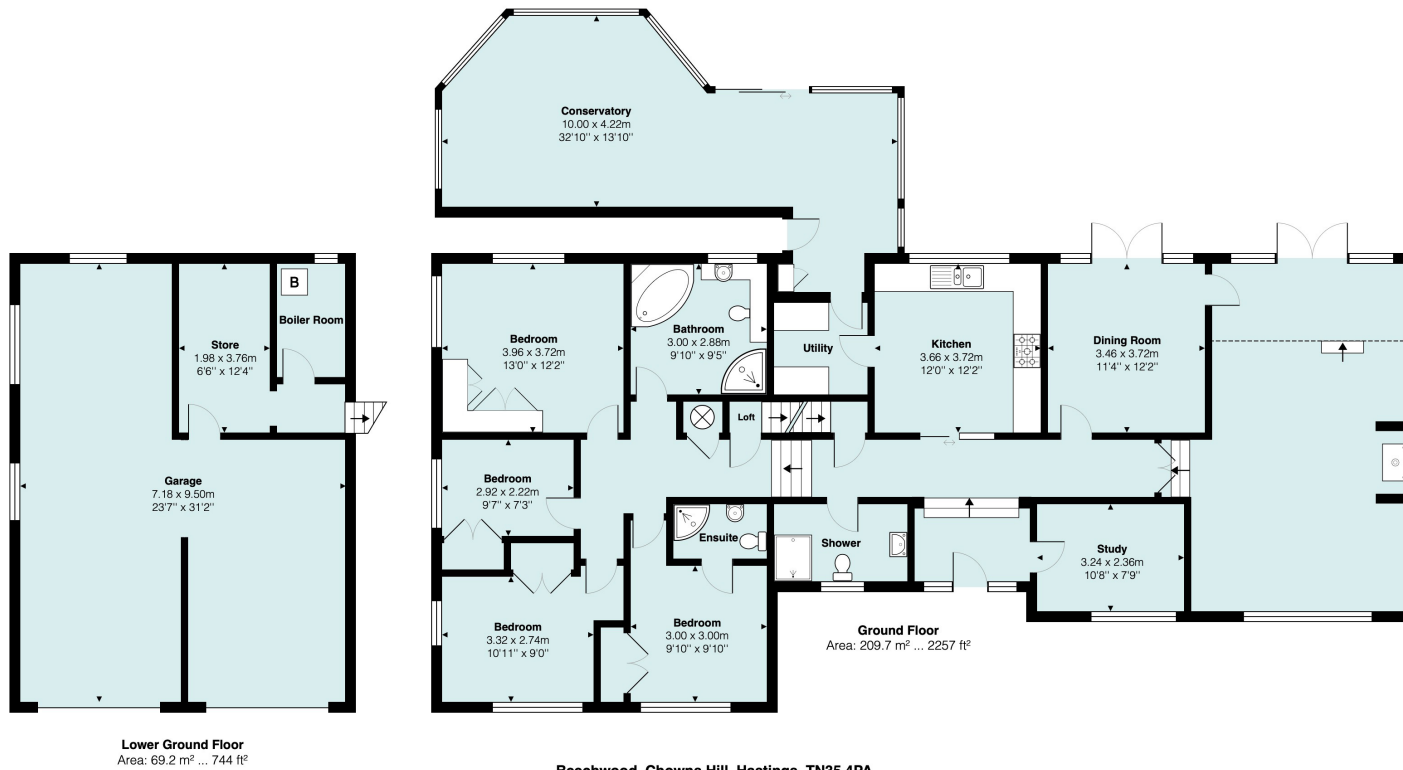 Conservatory
10.00 x 4.22m
32'10'' x 13'10''
B
Boiler Room
Store
1.98 x 3.76m
6'6'' x 12'4''
Garage
7.18 x 9.50m
23'7'' x 31'2''
Lower Ground Floor
Area: 69.2 m² ... 744 ft²
Bedroom
3.96 x 3.72m
13'0'' x 12'2''
Bathroom
3.00 x 2.88m
9'10'' x 9'5''
Utility
Kitchen
3.66 x 3.72m
12'0'' x 12'2''
Dining Room
3.46 x 3.72m
11'4'' x 12'2''
Loft
Bedroom
2.92 x 2.22m
9'7'' x 7'3''
Ensuite
Shower
Study
3.24 x 2.36m
10'8'' x 7'9''
Bedroom
3.32 x 2.74m
10'11'' x 9'0''
Bedroom
3.00 x 3.00m
9'10'' x 9'10''
Ground Floor
Area: 209.7 m² ... 2257 ft²
Beechwood, Chowns Hill, Hastings, TN35 4PA